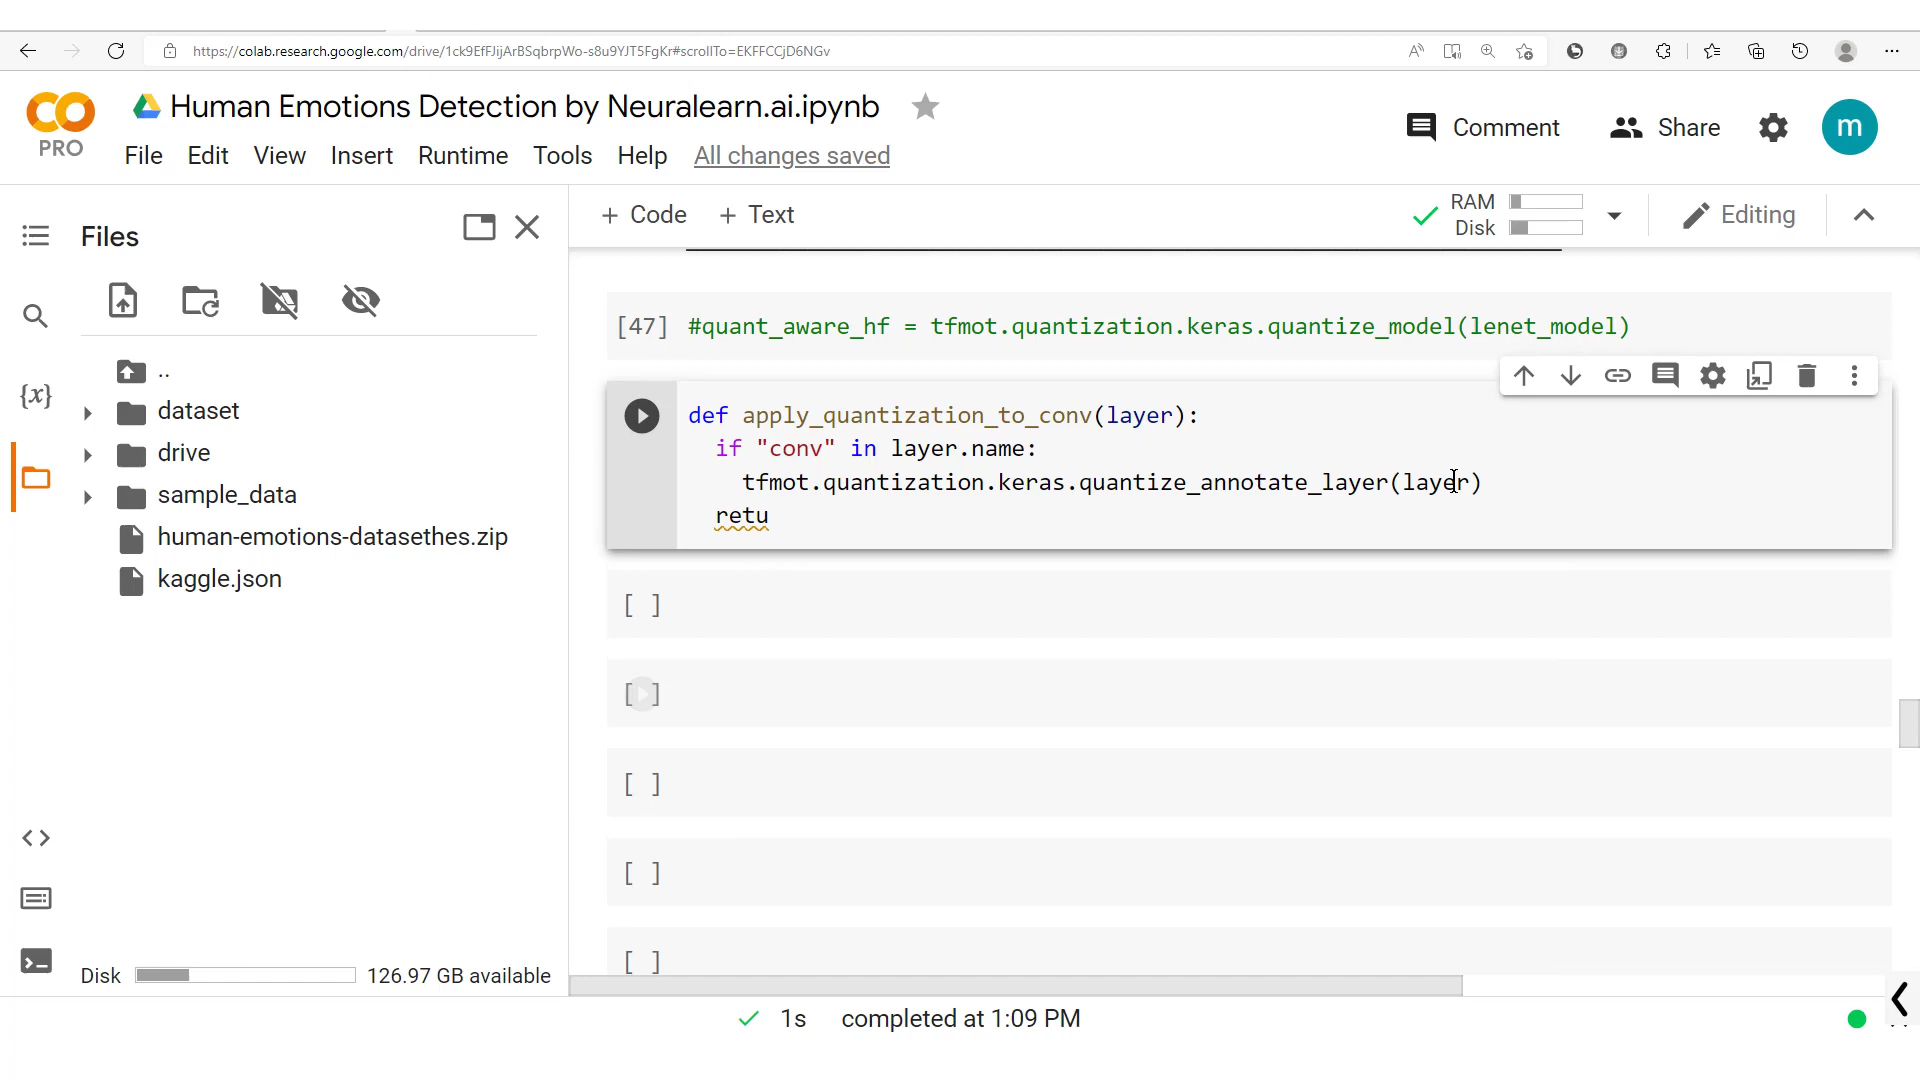 https://colab.research.google.com/drive/1ck9EfFJijArBSqbrpWo-s8u9YJT5FgKr#scrollTo=EKFFCCjD6NGv
Human Emotions Detection by Neuralearn.ai.ipynb
PRO
File Edit View Insert Runtime Tools Help All changes saved
Comment
Share
m
Files
+ Code + Text
RAM
Disk
Editing
..
dataset
drive
sample_data
human-emotions-datasethes.zip
kaggle.json
{x}
[47] #quant_aware_hf = tfmot.quantization.keras.quantize_model(lenet_model)
def apply_quantization_to_conv(layer):
if "conv" in layer.name:
tfmot.quantization.keras.quantize_annotate_layer(layer)
retu
[ ]
[ ]
[ ]
[ ]
[ ]
Disk 126.97 GB available
1s completed at 1:09 PM